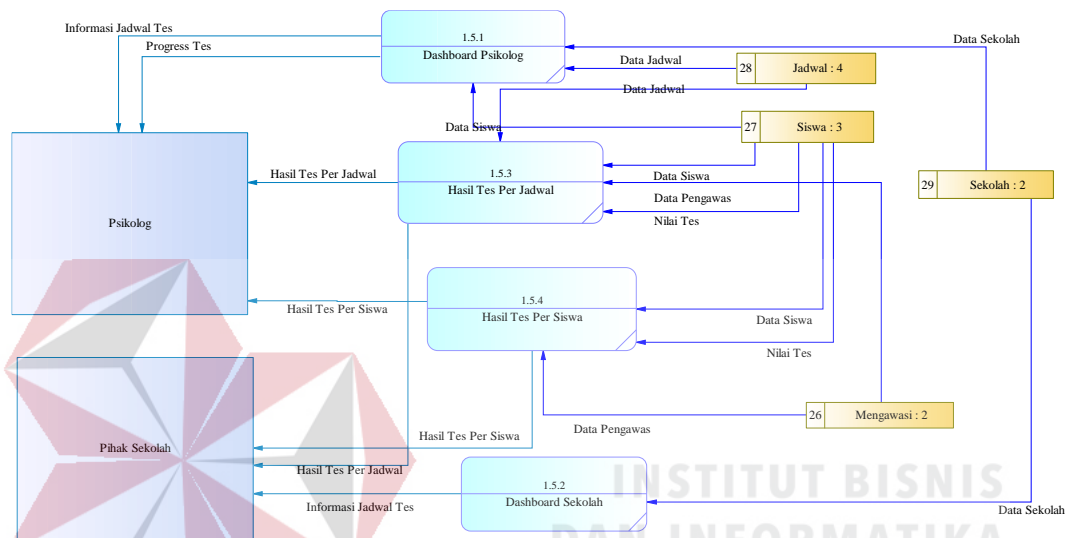 Informasi Jadwal Tes
Progress Tes
1.5.1
Dashboard Psikolog
Data Sekolah
Data Jadwal
28 Jadwal : 4
Data Jadwal
Data Siswa
27 Siswa : 3
1.5.3
Hasil Tes Per Jadwal
Hasil Tes Per Jadwal
Data Siswa
Data Pengawas
Nilai Tes
29 Sekolah : 2
Psikolog
1.5.4
Hasil Tes Per Siswa
Hasil Tes Per Siswa
Data Siswa
Nilai Tes
26 Mengawasi : 2
Data Pengawas
Hasil Tes Per Siswa
Pihak Sekolah
Hasil Tes Per Jadwal
Informasi Jadwal Tes
1.5.2
Dashboard Sekolah
Data Sekolah
INSTITUT BISNIS
DAN INFORMATIKA